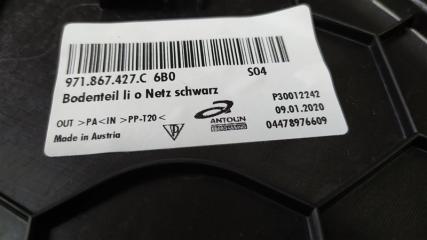 971.867.427.C 6B0 S04
Bodenteil li o Netz schwarz
P30012242
ANTOLIN 09.01.2020
OUT >PA<IN >PP-T20< 04478976609
Made in Austria